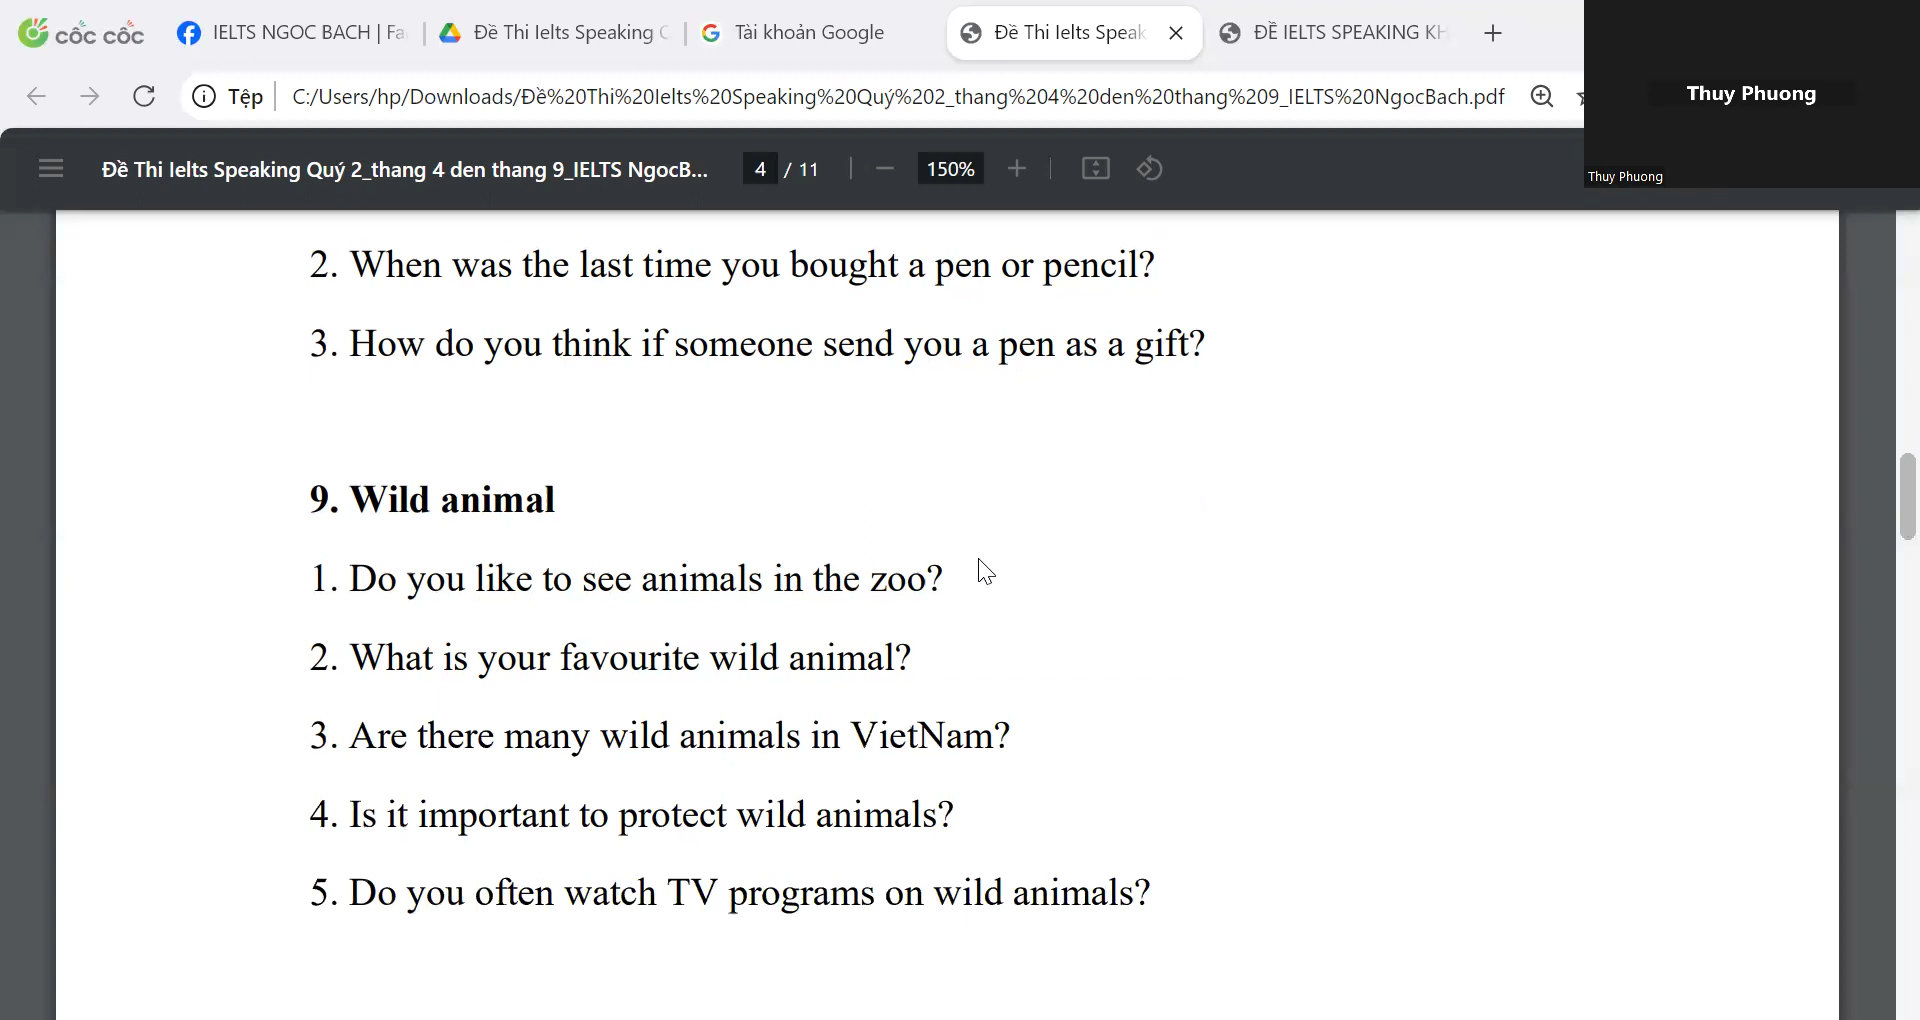 cốc cốc
IELTS NGOC BACH | Fa
Đề Thi Ielts Speaking
Tài khoản Google
Đề Thi Ielts Speak
ĐỀ IELTS SPEAKING KH
Tệp
C:/Users/hp/Downloads/Đề%20Thi%20Ielts%20Speaking%20Quý%202_thang%204%20den%20thang%209_IELTS%20NgocBach.pdf
Thuy Phuong
Thuy Phuong
Đề Thi Ielts Speaking Quý 2_thang 4 den thang 9_IELTS NgocB...
4 / 11
150%
2. When was the last time you bought a pen or pencil?
3. How do you think if someone send you a pen as a gift?
9. Wild animal
1. Do you like to see animals in the zoo?
2. What is your favourite wild animal?
3. Are there many wild animals in VietNam?
4. Is it important to protect wild animals?
5. Do you often watch TV programs on wild animals?